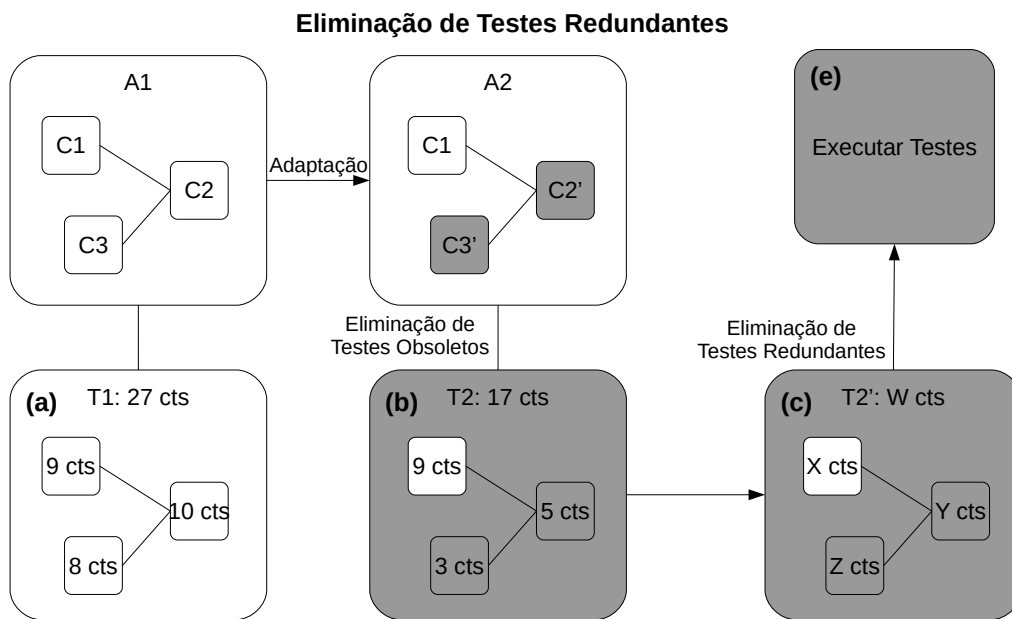 Eliminação de Testes Redundantes
A1
C1
C2
C3
Adaptação
A2
C1
C2’
C3’
(e)
Executar Testes
Eliminação de
Testes Obsoletos
Eliminação de
Testes Redundantes
(a) T1: 27 cts
9 cts
10 cts
8 cts
(b) T2: 17 cts
9 cts
5 cts
3 cts
(c) T2’: W cts
X cts
Y cts
Z cts